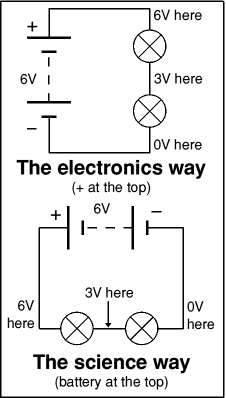 6V here
+
6V
3V here
−
0V here
The electronics way
(+ at the top)
+ 6V −
3V here
6V
here
0V
here
The science way
(battery at the top)